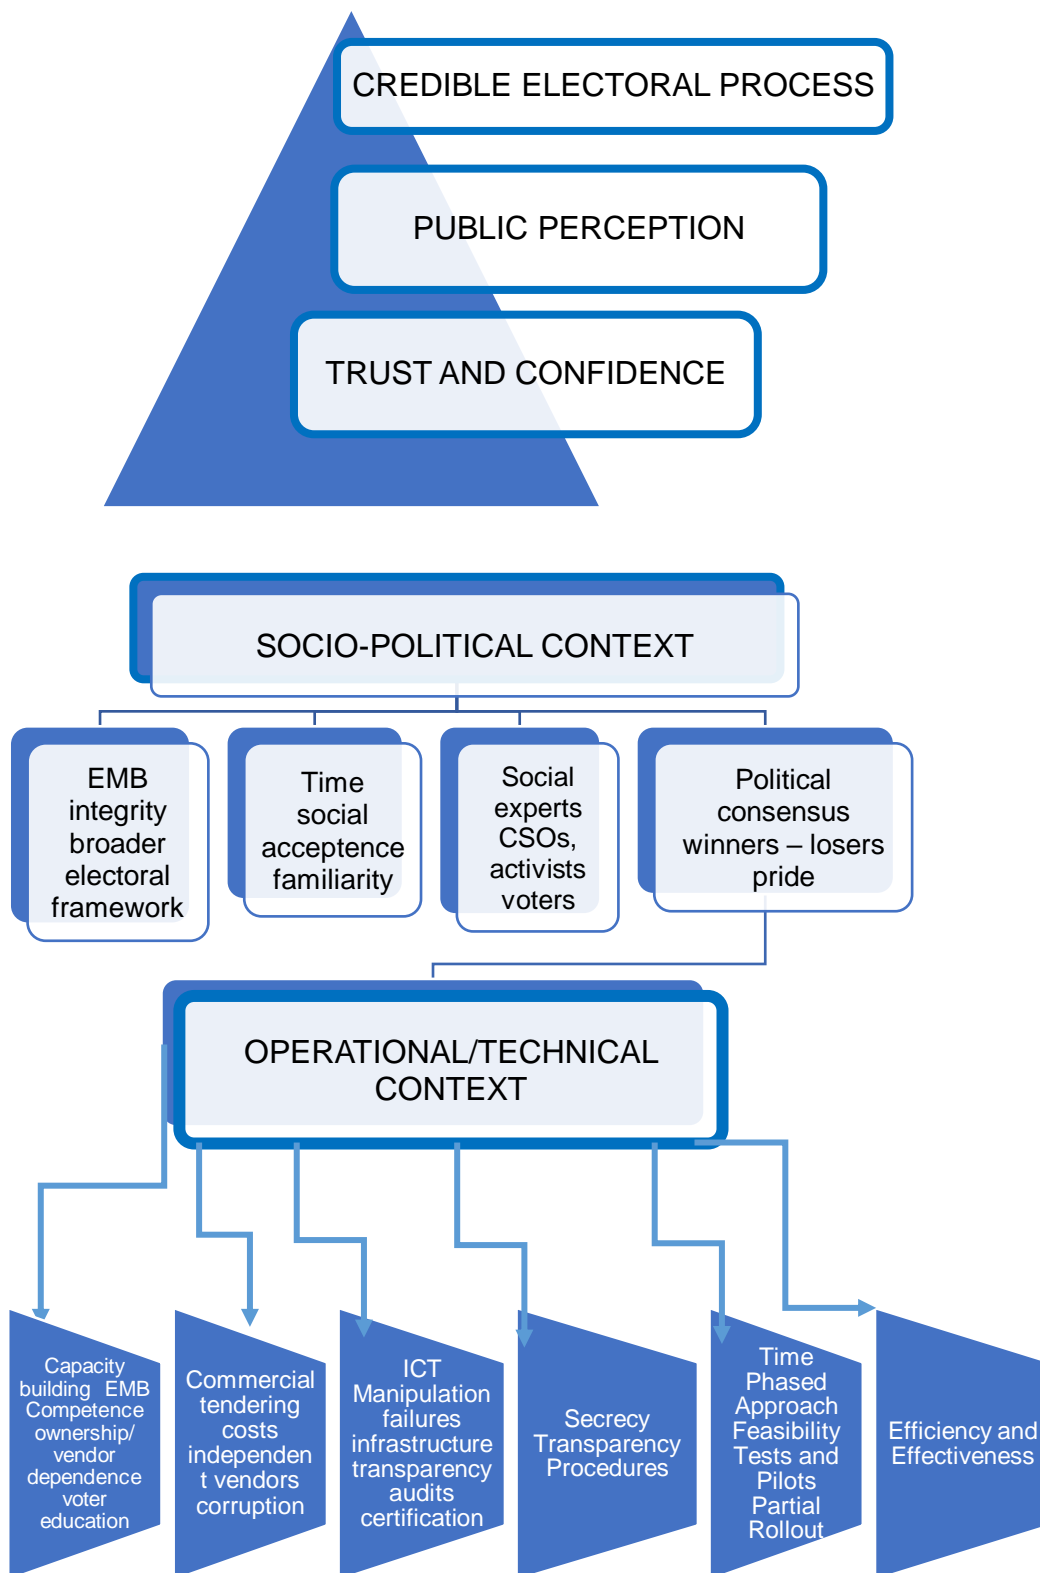 CREDIBLE ELECTORAL PROCESS
PUBLIC PERCEPTION
TRUST AND CONFIDENCE
SOCIO-POLITICAL CONTEXT
EMB
integrity
broader
electoral
framework
Time
social
acceptence
familiarity
Social
experts
CSOs,
activists
voters
Political
consensus
winners – losers
pride
OPERATIONAL/TECHNICAL
CONTEXT
Capacity
building EMB
Competence
ownership/
vendor
dependence
voter
education
Commercial
tendering
costs
independen
t vendors
corruption
ICT
Manipulation
failures
infrastructure
transparency
audits
certification
Secrecy
Transparency
Procedures
Time
Phased
Approach
Feasibility
Tests and
Pilots
Partial
Rollout
Efficiency and
Effectiveness